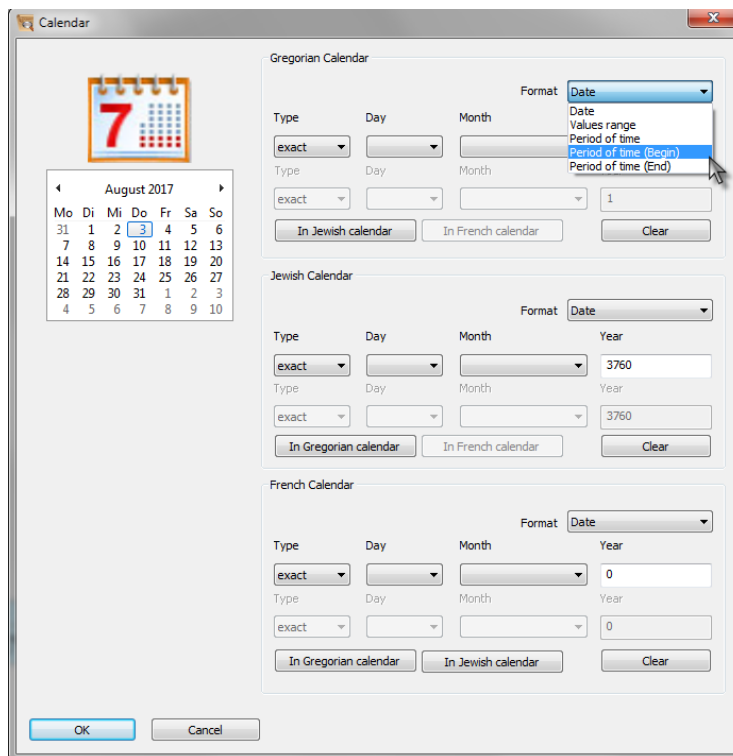 Calendar
x
Gregorian Calendar
Format Date
Date
Values range
Period of time
Period of time (Begin)
Period of time (End)
Type Day Month
exact
Type Day Month
exact 1
In Jewish calendar In French calendar Clear
7
August 2017
Mo Di Mi Do Fr Sa So
31 1 2 3 4 5 6
7 8 9 10 11 12 13
14 15 16 17 18 19 20
21 22 23 24 25 26 27
28 29 30 31 1 2 3
4 5 6 7 8 9 10
Jewish Calendar
Format Date
Type Day Month Year
exact 3760
Type Day Month Year
exact 3760
In Gregorian calendar In French calendar Clear
French Calendar
Format Date
Type Day Month Year
exact 0
Type Day Month Year
exact 0
In Gregorian calendar In Jewish calendar Clear
OK Cancel